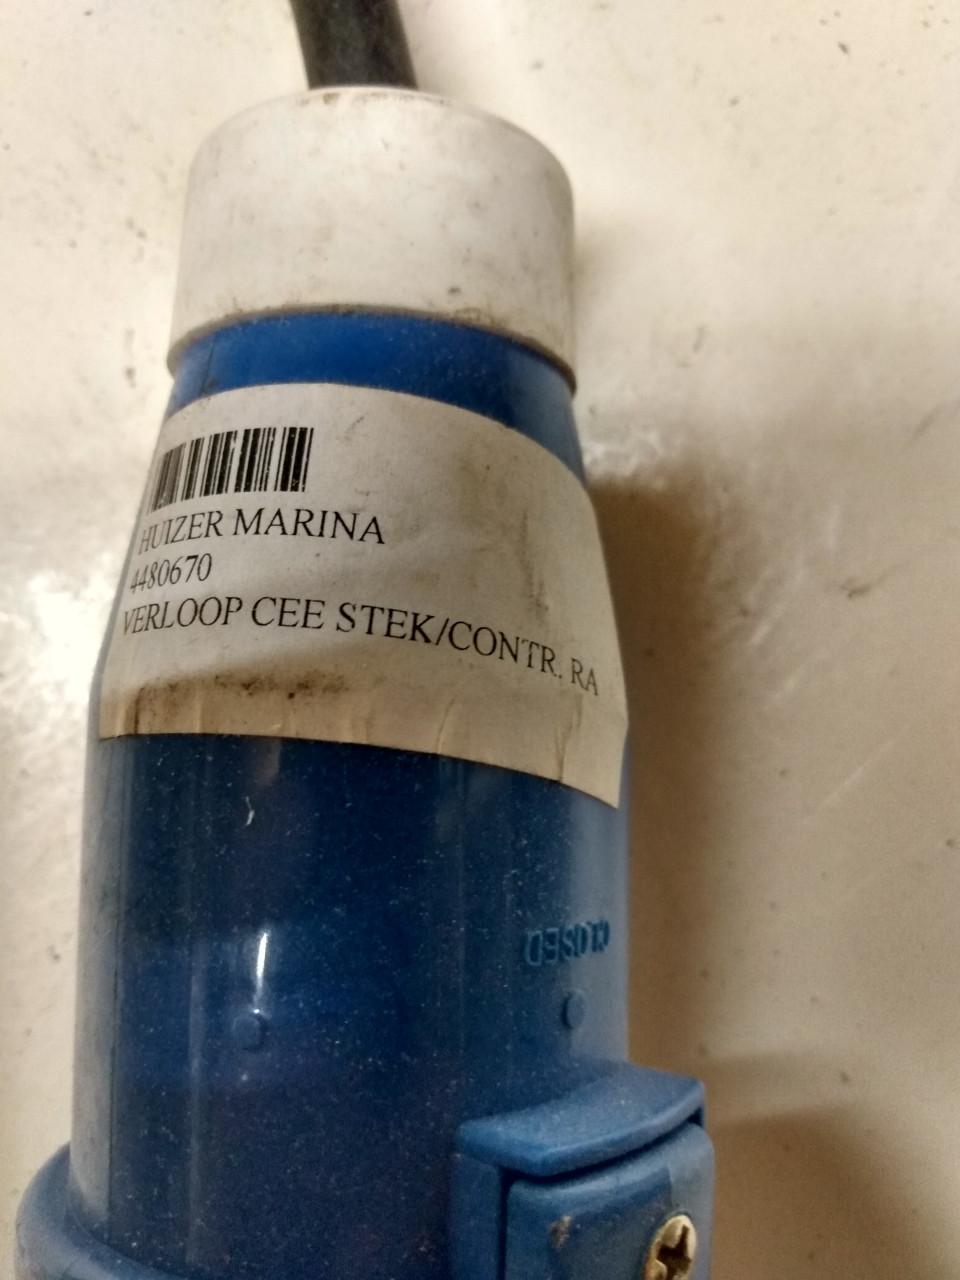 HUIZER MARINA
4480670
VERLOOP CEE STEK/CONTR. RA
CLOSED